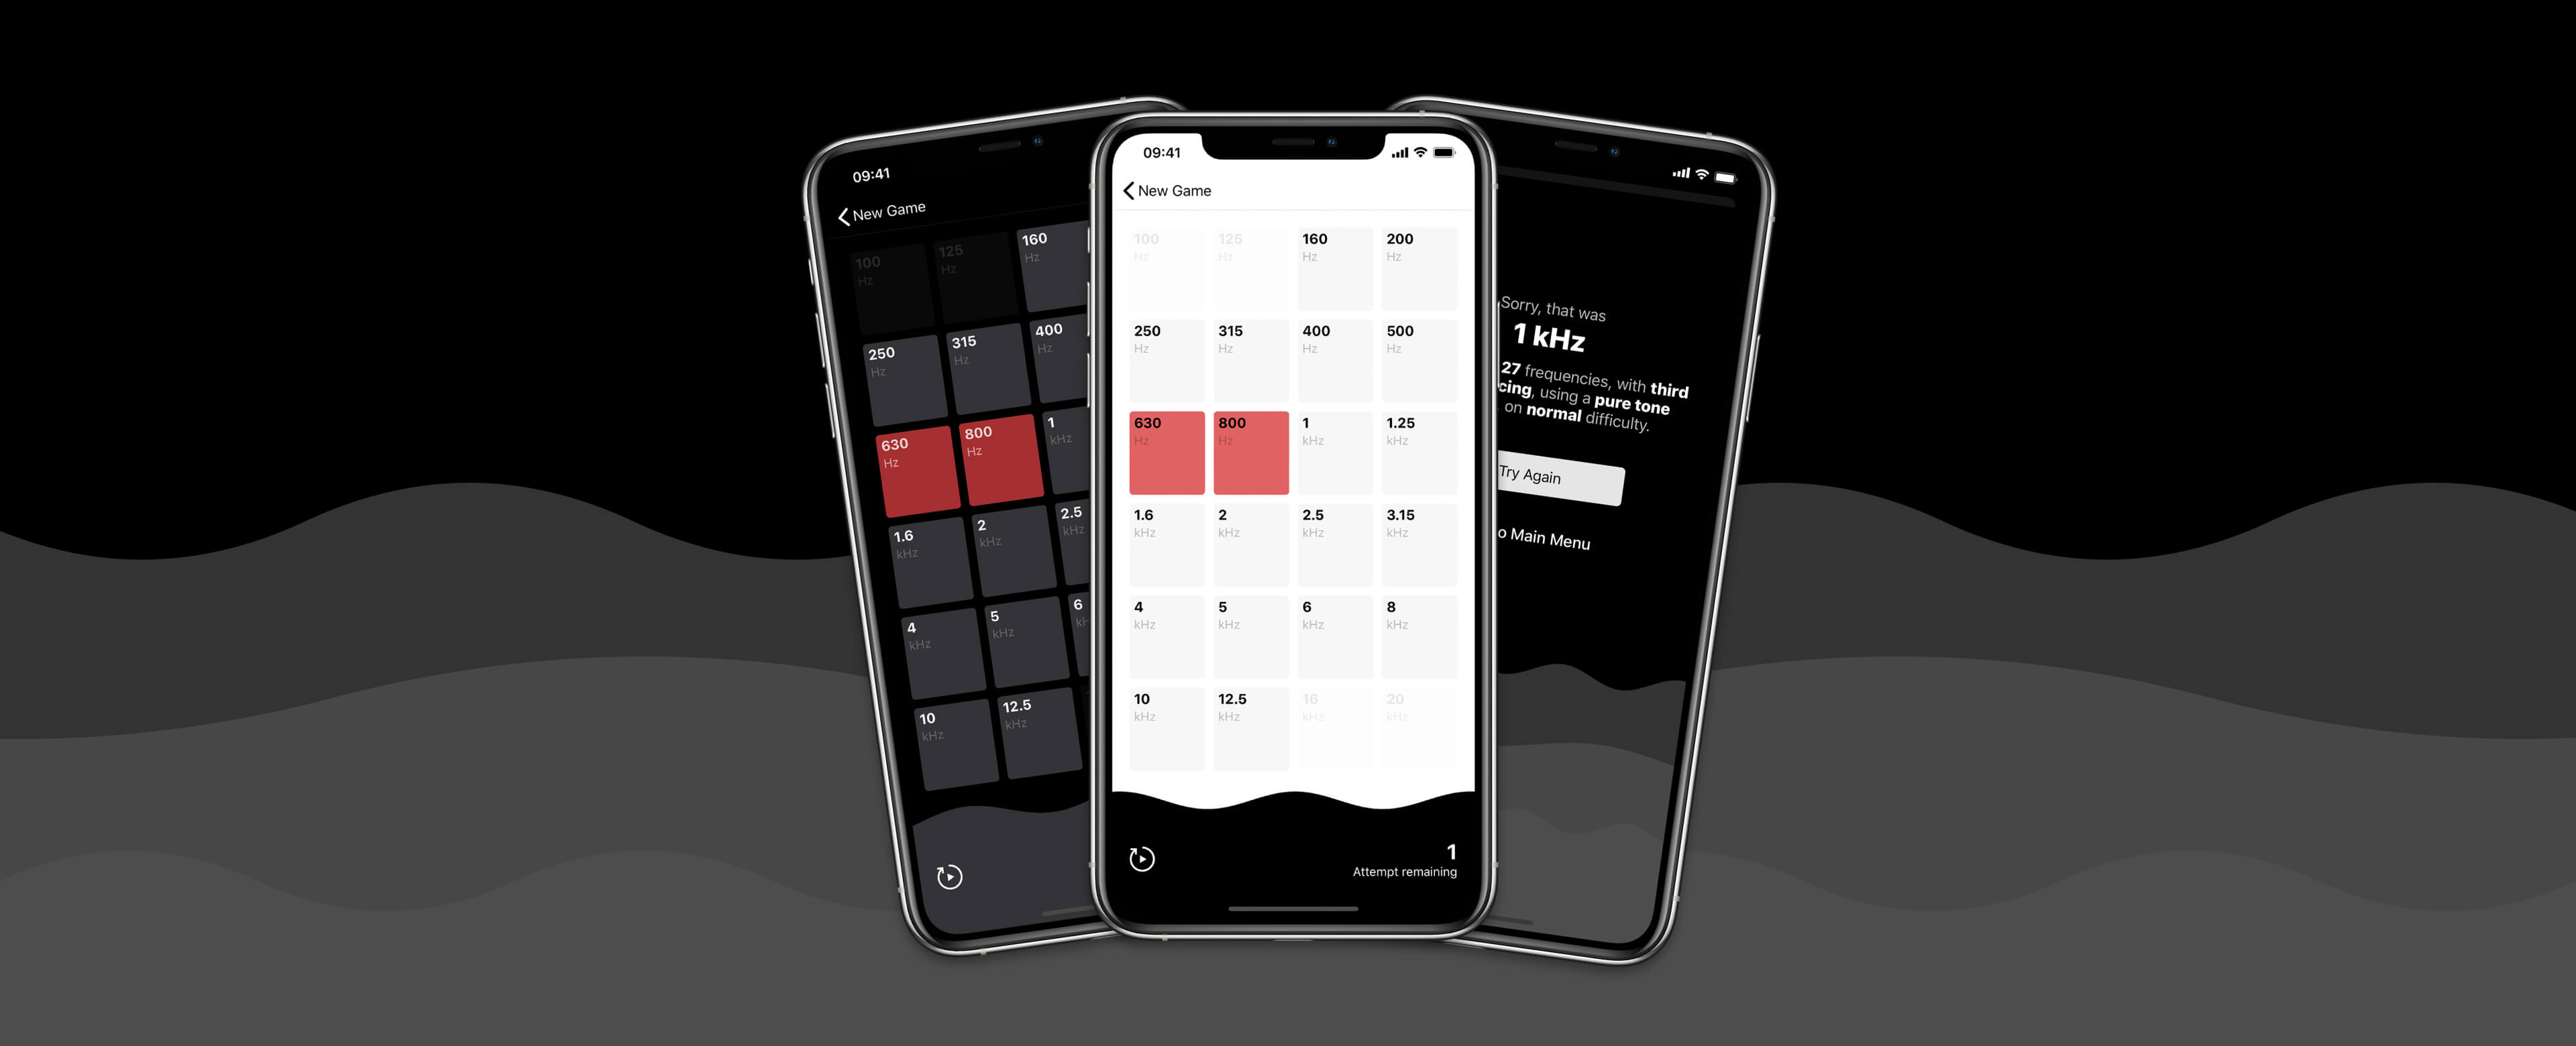 09:41
New Game
100
Hz
125
Hz
160
Hz
250
Hz
315
Hz
400
Hz
630
Hz
800
Hz
1
kHz
1.6
kHz
2
kHz
2.5
kHz
4
kHz
5
kHz
6
10
kHz
12.5
kHz
09:41
New Game
100
Hz
125
Hz
160
Hz
200
Hz
250
Hz
315
Hz
400
Hz
500
Hz
630
Hz
800
Hz
1
kHz
1.25
kHz
1.6
kHz
2
kHz
2.5
kHz
3.15
kHz
4
kHz
5
kHz
6
kHz
8
kHz
10
kHz
12.5
kHz
16
kHz
20
kHz
1
Attempt remaining
Sorry, that was
1 kHz
27 frequencies, with third
cing, using a pure tone
on normal difficulty.
Try Again
o Main Menu